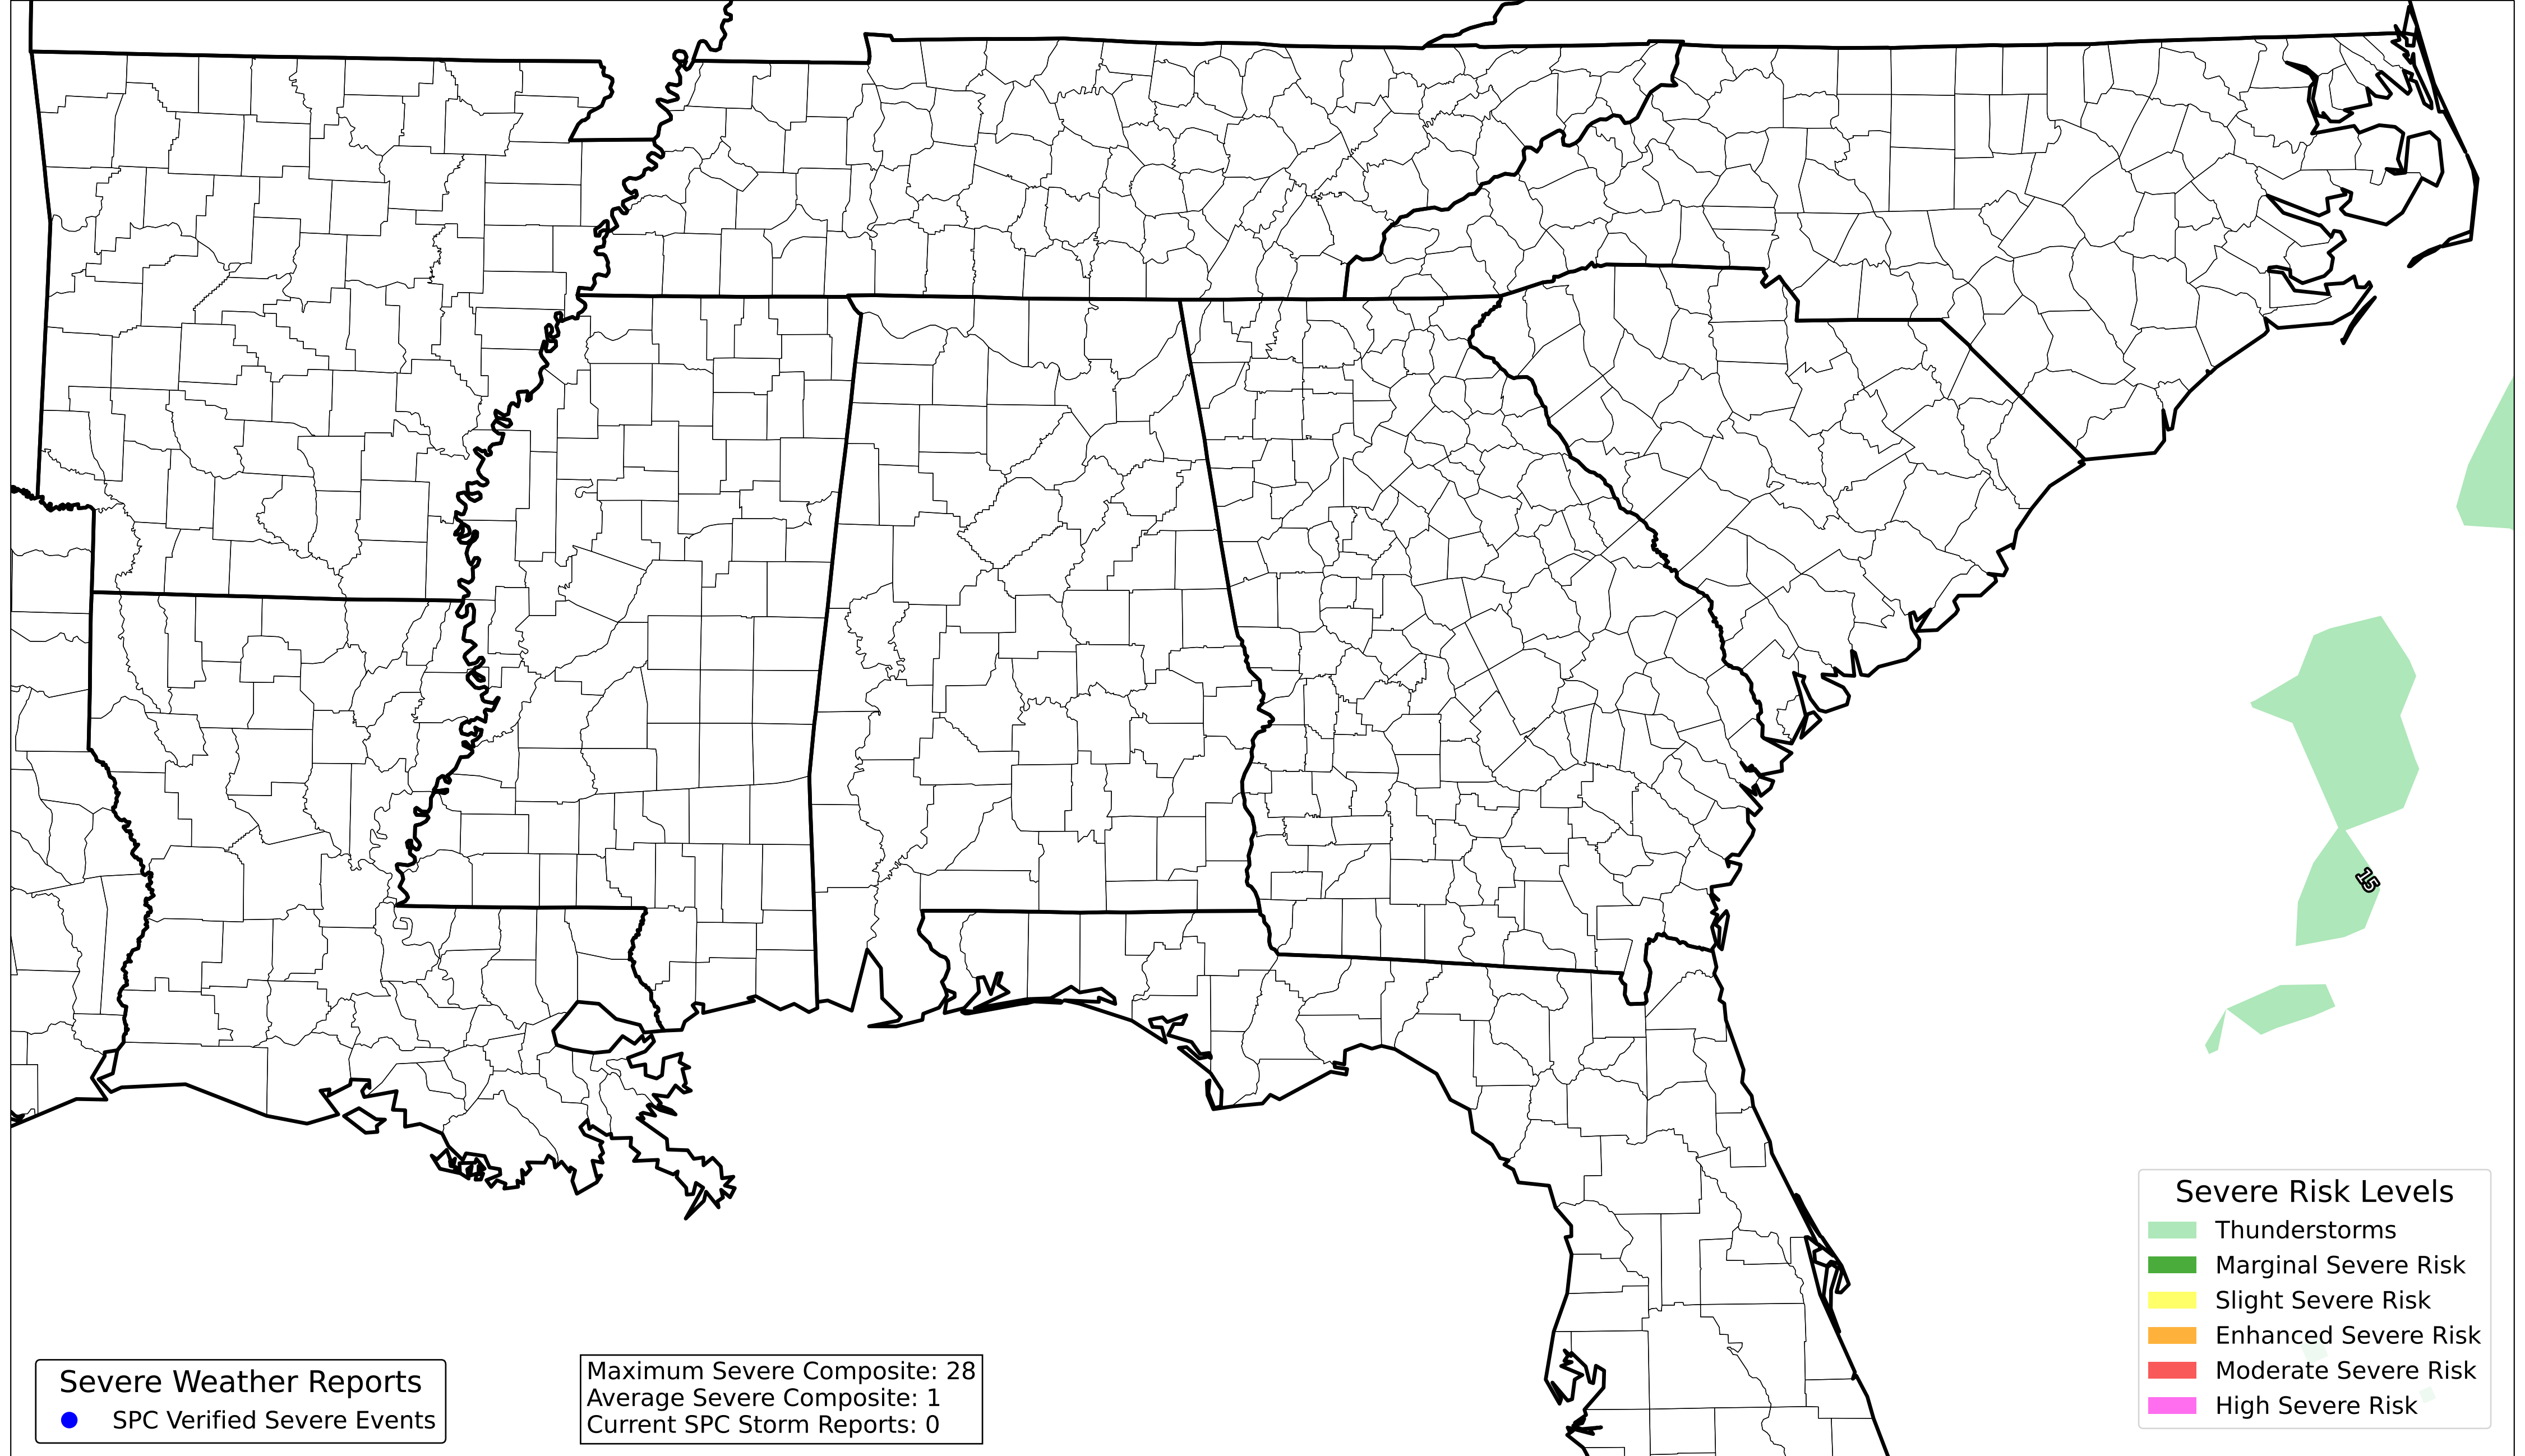 15
Severe Risk Levels
Thunderstorms
Marginal Severe Risk
Slight Severe Risk
Enhanced Severe Risk
Moderate Severe Risk
High Severe Risk
Severe Weather Reports
SPC Verified Severe Events
Maximum Severe Composite: 28
Average Severe Composite: 1
Current SPC Storm Reports: 0